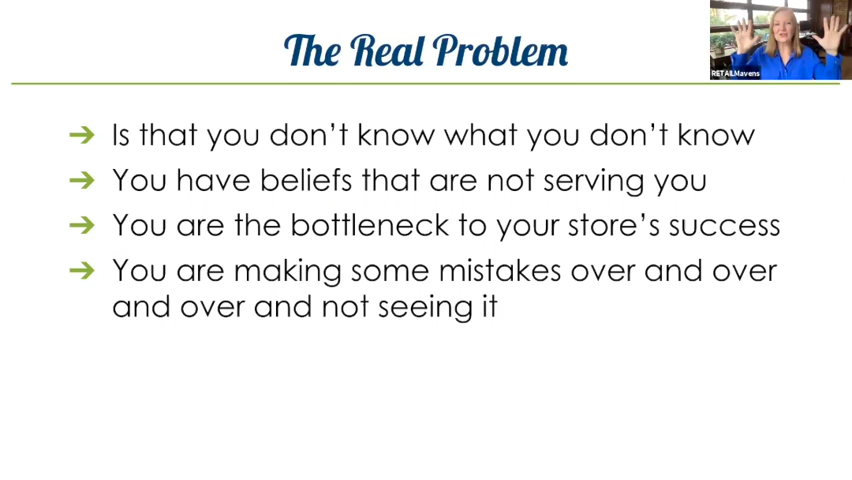 The Real Problem
RETAILMavens
➔ Is that you don't know what you don't know
➔ You have beliefs that are not serving you
➔ You are the bottleneck to your store's success
➔ You are making some mistakes over and over
and over and not seeing it